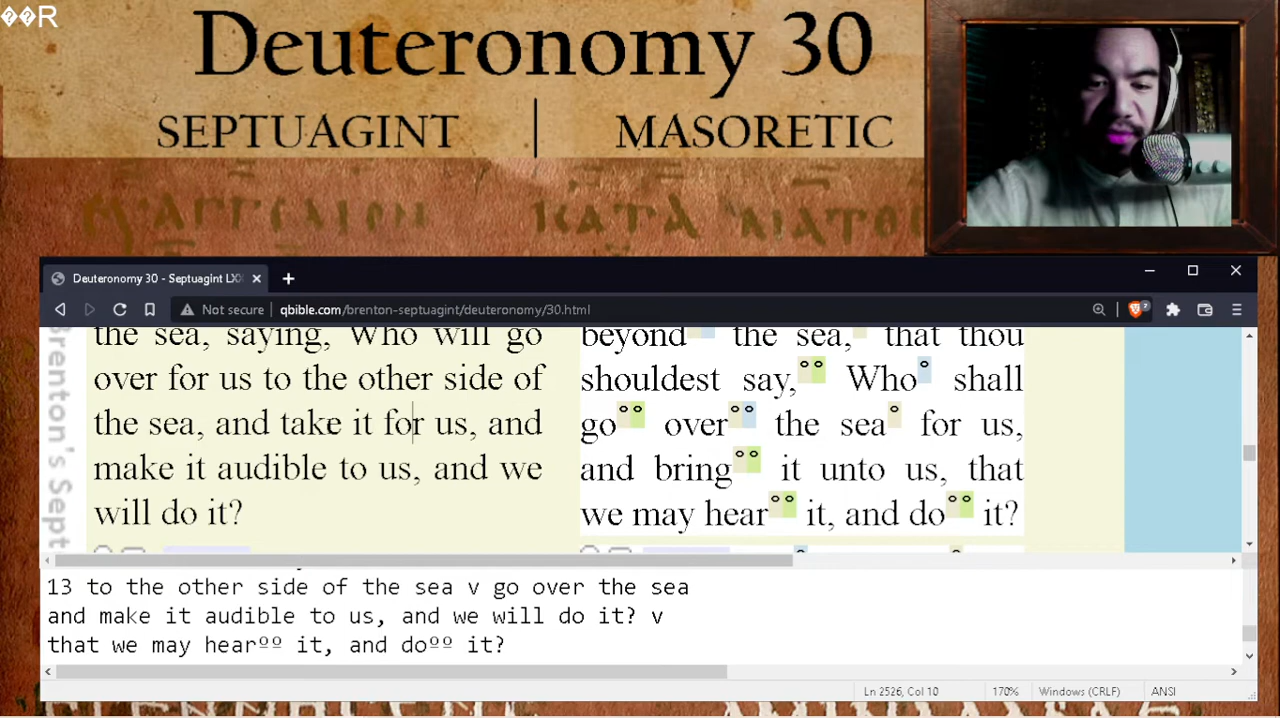 ��R
Deuteronomy 30
SEPTUAGINT | MASORETIC
ΚΑΤΑ
Deuteronomy 30 - Septuagint LX
Not secure | qbible.com/brenton-septuagint/deuteronomy/30.html
Brenton's Sept
the sea, saying, Who will go
over for us to the other side of
the sea, and take it for us, and
make it audible to us, and we
will do it?
beyond° the sea,° that thou
shouldest say,°° Who° shall
go°° over°° the sea° for us,
and bring°° it unto us, that
we may hear°° it, and do°° it?
13 to the other side of the sea v go over the sea
and make it audible to us, and we will do it? v
that we may hearºº it, and doºº it?
Ln 2526, Col 10 170% Windows (CRLF) ANSI